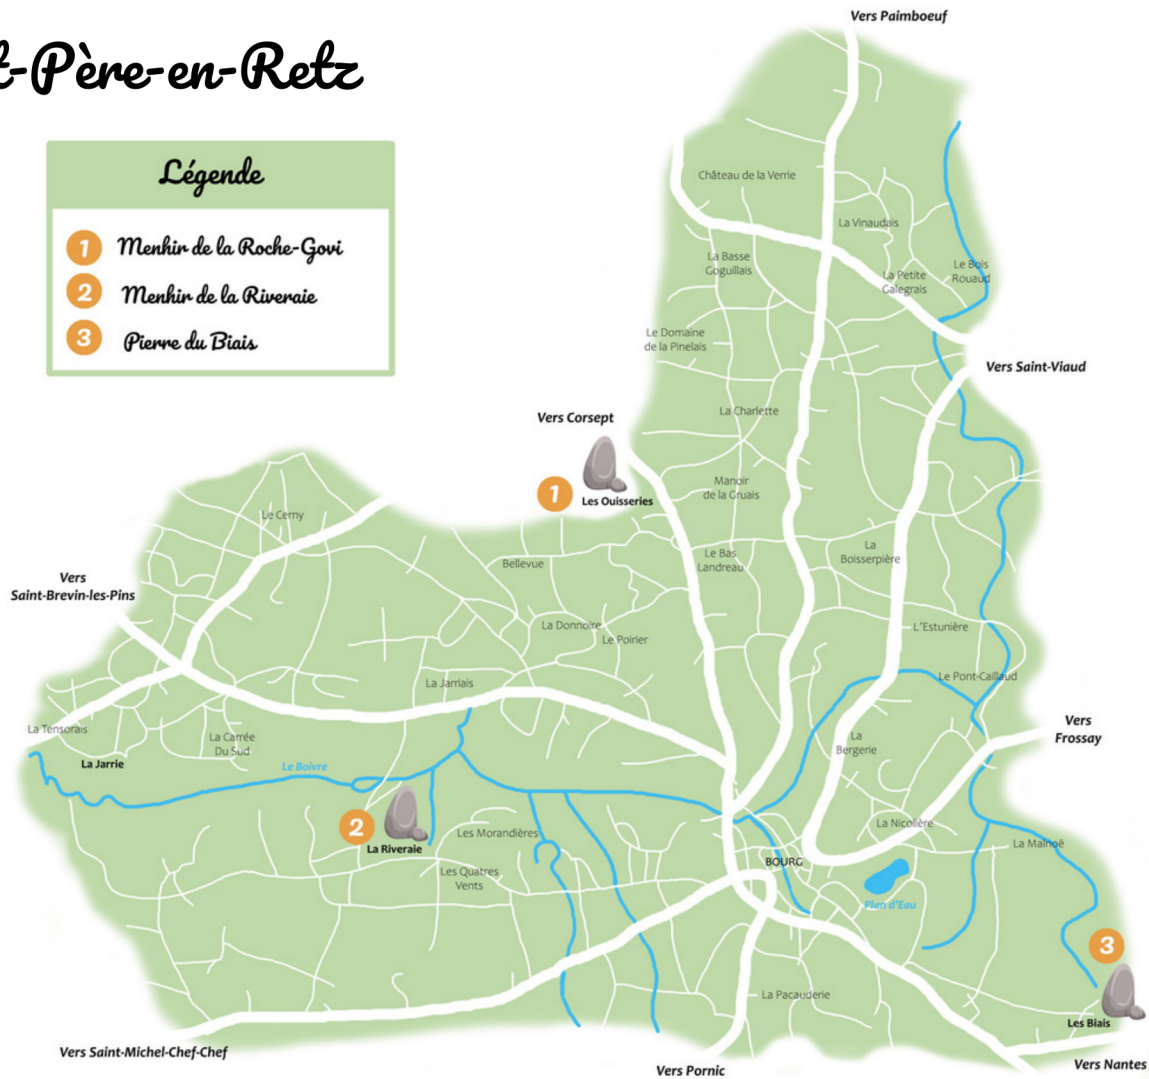 Vers Paimboeuf
t-Père-en-Retz
Légende
1 Menhir de la Roche-Govi
2 Menhir de la Riveraie
3 Pierre du Biais
Château de la Verrie
La Vinaudais
La Basse
Goguillais
Le Bois
Rouaud
La Petite
Galegrais
Le Domaine
de la Pinelais
Vers Saint-Viaud
La Charlette
Vers Corsept
1
Les Ouisseries
Manoir
de la Gruais
Le Cerny
Bellevue
Le Bas
Landreau
La
Boisserpière
Vers
Saint-Brevin-les-Pins
La Donnoire
Le Poirier
L'Estunière
La Jarriais
Le Pont-Caillaud
La Tensorais
La Jarrie
La Carrée
Du Sud
Le Boivre
La
Bergerie
Vers
Frossay
2
La Riveraie
Les Morandières
La Nicolière
La Malnoë
Les Quatres
Vents
BOURG
Plan d'Eau
3
Les Biais
La Pacauderie
Vers Saint-Michel-Chef-Chef
Vers Pornic
Vers Nantes